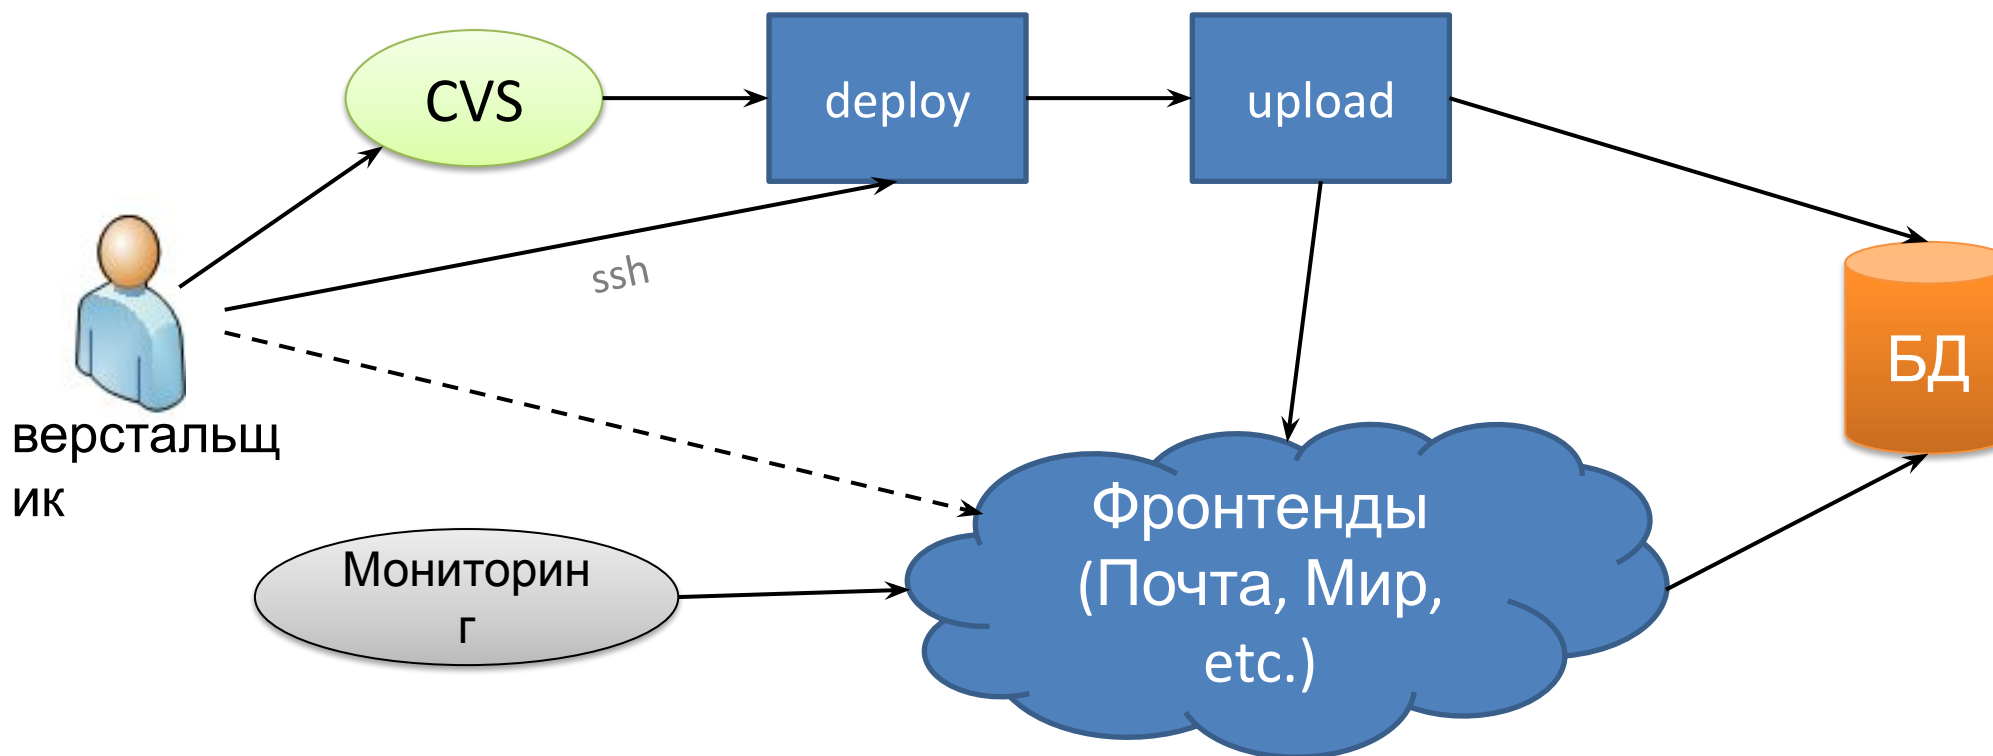 CVS
deploy
upload
ssh
БД
верстальщ
ик
Фронтенды
(Почта, Мир,
etc.)
Мониторин
г